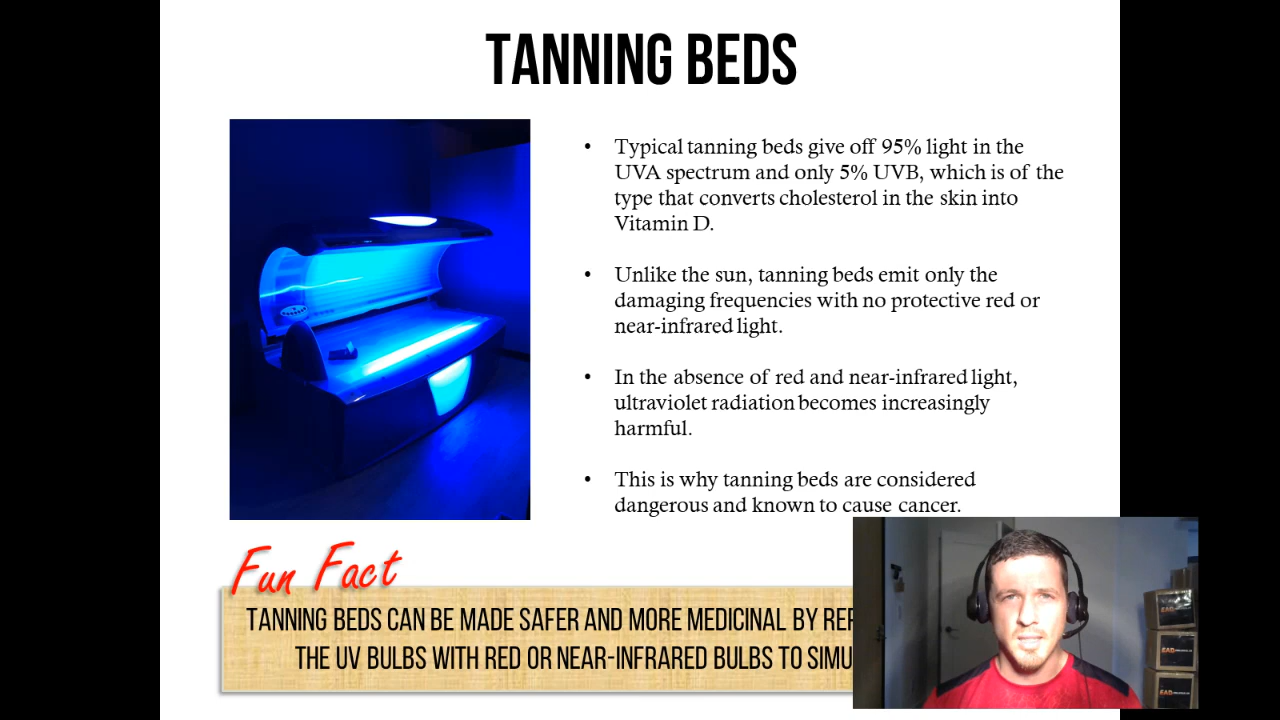 TANNING BEDS
• Typical tanning beds give off 95% light in the
UVA spectrum and only 5% UVB, which is of the
type that converts cholesterol in the skin into
Vitamin D.
• Unlike the sun, tanning beds emit only the
damaging frequencies with no protective red or
near-infrared light.
• In the absence of red and near-infrared light,
ultraviolet radiation becomes increasingly
harmful.
• This is why tanning beds are considered
dangerous and known to cause cancer.
Fun Fact
TANNING BEDS CAN BE MADE SAFER AND MORE MEDICINAL BY
THE UV BULBS WITH RED OR NEAR-INFRARED BULBS TO
EAD
EAD
EAD